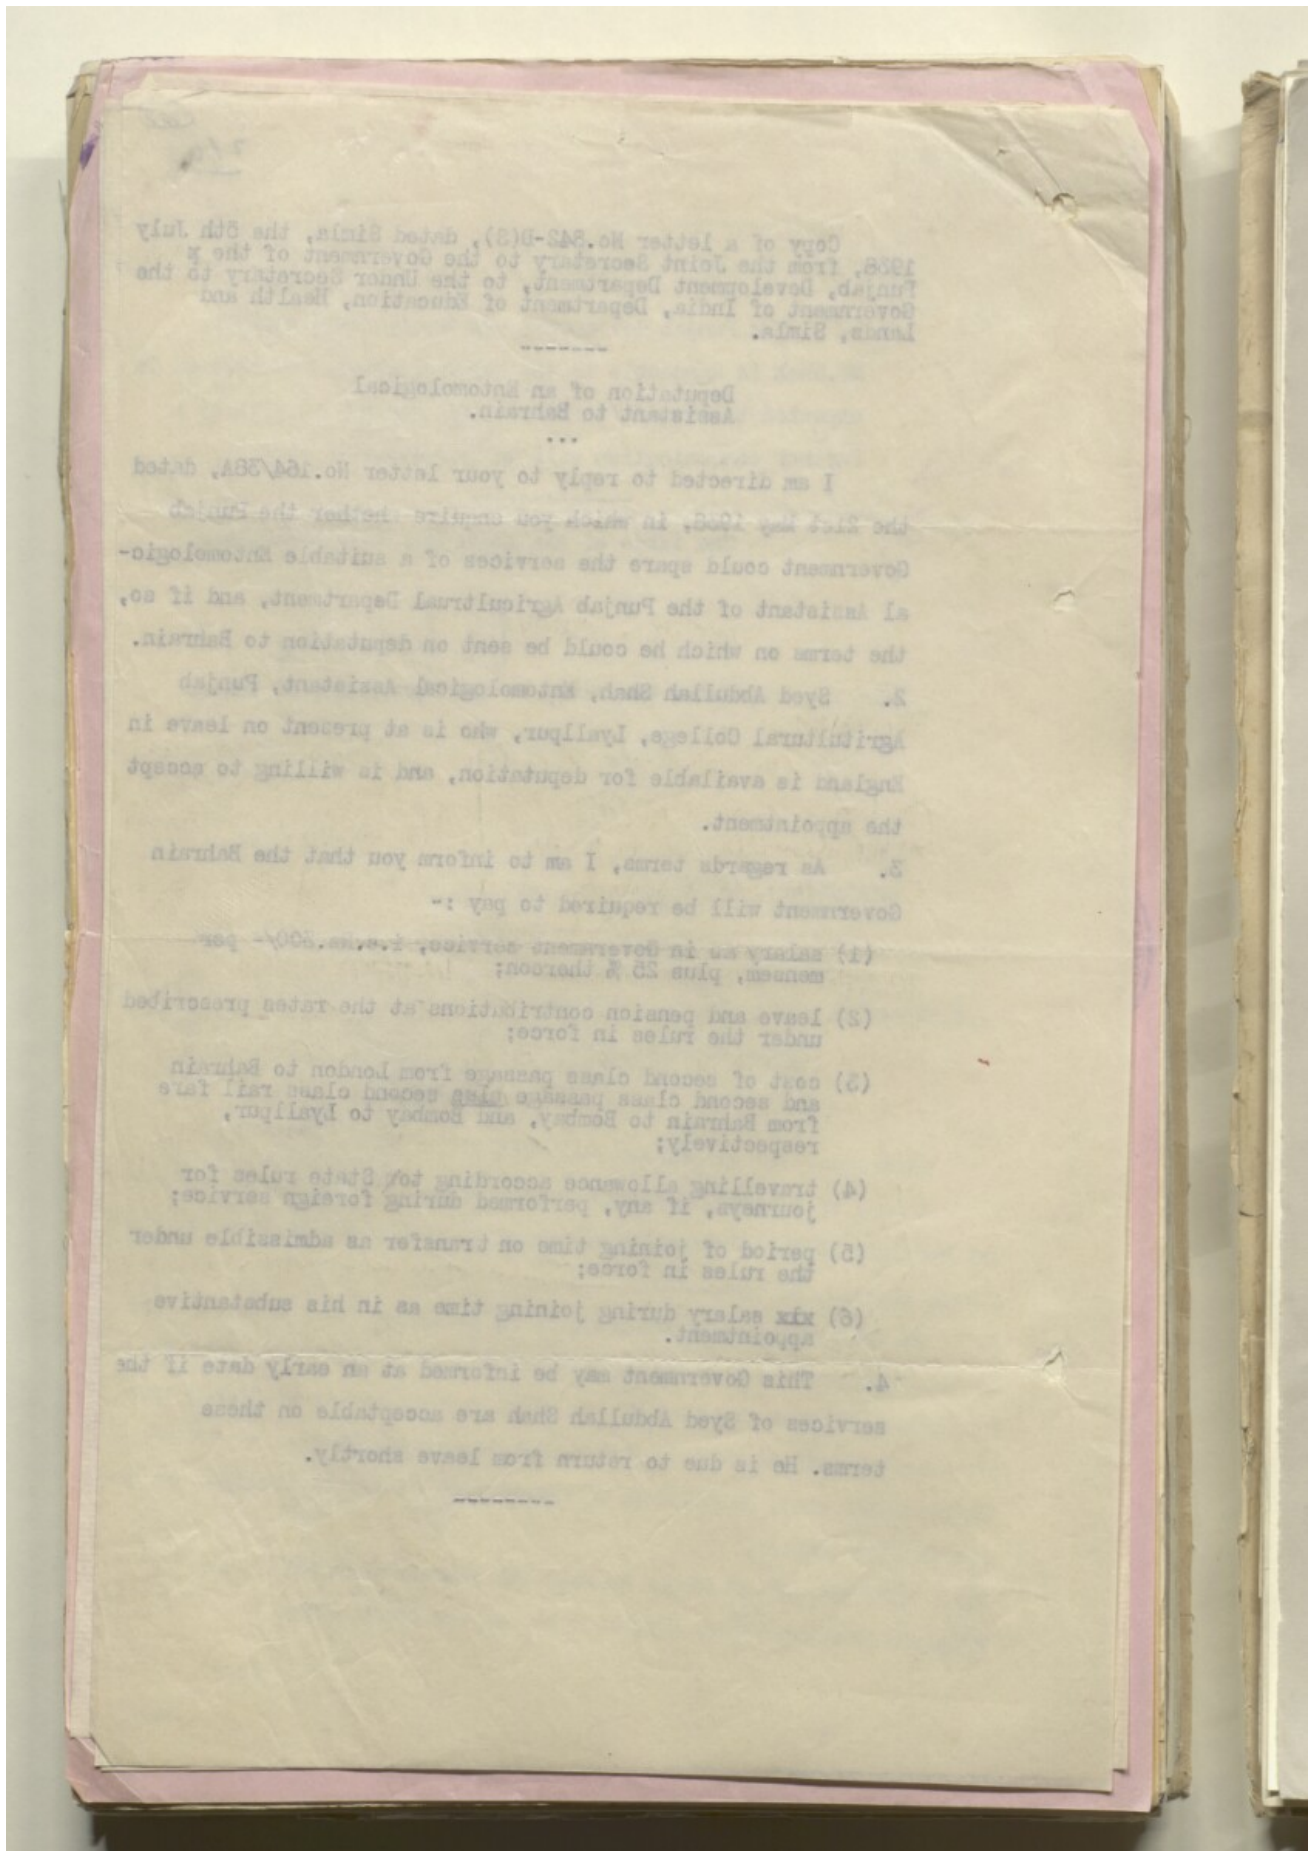 Copy of a letter No.842-D(S), dated Simla, the 5th July
1938, from the Joint Secretary to the Government of the x
Punjab, Development Department, to the Under Secretary to the
Government of India, Department of Education, Health and
Lands, Simla.
-------
Deputation of an Entomological
Assistant to Bahrain.
...
I am directed to reply to your letter No.164/38A, dated
the 21st May 1938, in which you enquire whether the Punjab
Government could spare the services of a suitable Entomologic-
al Assistant of the Punjab Agricultrual Department, and if so,
the terms on which he could be sent on deputation to Bahrain.
2. Syed Abdullah Shah, Entomological Assistant, Punjab
Agricultural College, Lyallpur, who is at present on leave in
England is available for deputation, and is willing to accept
the appointment.
3. As regards terms, I am to inform you that the Bahrain
Government will be required to pay :-
(1) salary as in Government service, i.e.Rs.300/- per
mensem, plus 25 % thereon;
(2) leave and pension contributions at the rates prescribed
under the rules in force;
(3) cost of second class passage from London to Bahrain
and second class passage plus second class rail fare
from Bahrain to Bombay, and Bombay to Lyallpur,
respectively;
(4) travelling allowance according to State rules for
journeys, if any, performed during foreign service;
(5) period of joining time on transfer as admissible under
the rules in force;
(6) xix salary during joining time as in his substantive
appointment.
4. This Government may be informed at an early date if the
services of Syed Abdullah Shah are acceptable on these
terms. He is due to return from leave shortly.
--------